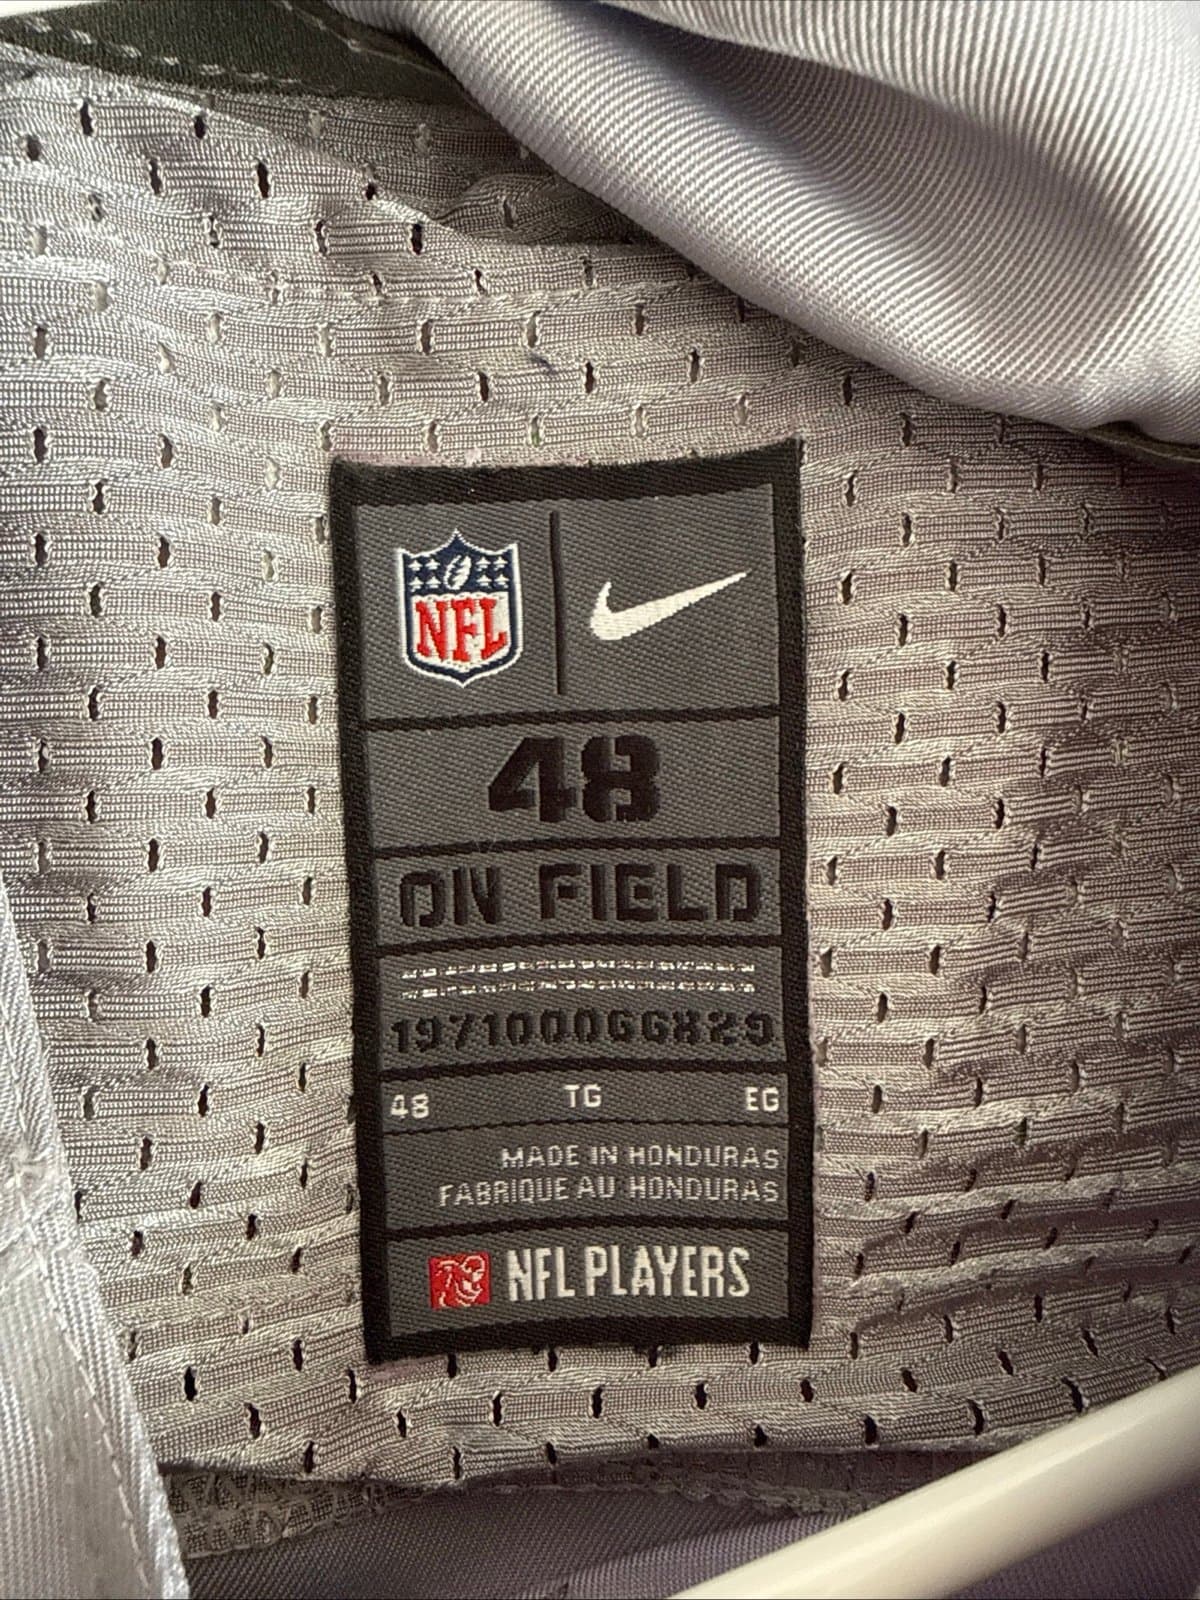 NFL
48
ON FIELD
48 TG EG
MADE IN HONDURAS
FABRIQUE AU HONDURAS
NFL PLAYERS